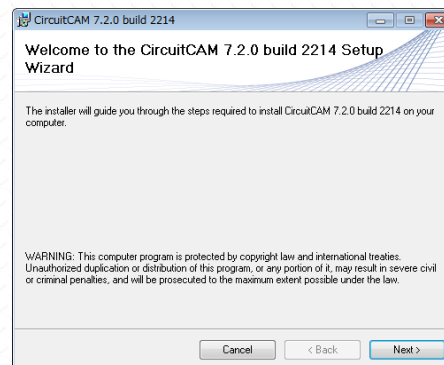 CircuitCAM 7.2.0 build 2214
Welcome to the CircuitCAM 7.2.0 build 2214 Setup
Wizard
The installer will guide you through the steps required to install CircuitCAM 7.2.0 build 2214 on your
computer.
WARNING: This computer program is protected by copyright law and international treaties.
Unauthorized duplication or distribution of this program, or any portion of it, may result in severe civil
or criminal penalties, and will be prosecuted to the maximum extent possible under the law.
Cancel < Back Next >